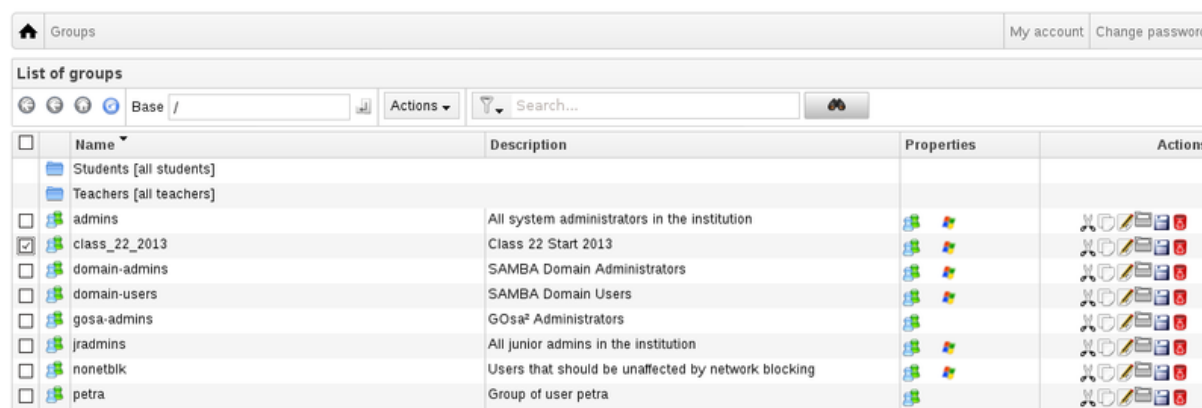 Groups My account Change password
List of groups
Base / Actions Search...
Name Description Properties Actions
Students [all students]
Teachers [all teachers]
admins All system administrators in the institution
class_22_2013 Class 22 Start 2013
domain-admins SAMBA Domain Administrators
domain-users SAMBA Domain Users
gosa-admins GOsa² Administrators
jradmins All junior admins in the institution
nonetblk Users that should be unaffected by network blocking
petra Group of user petra